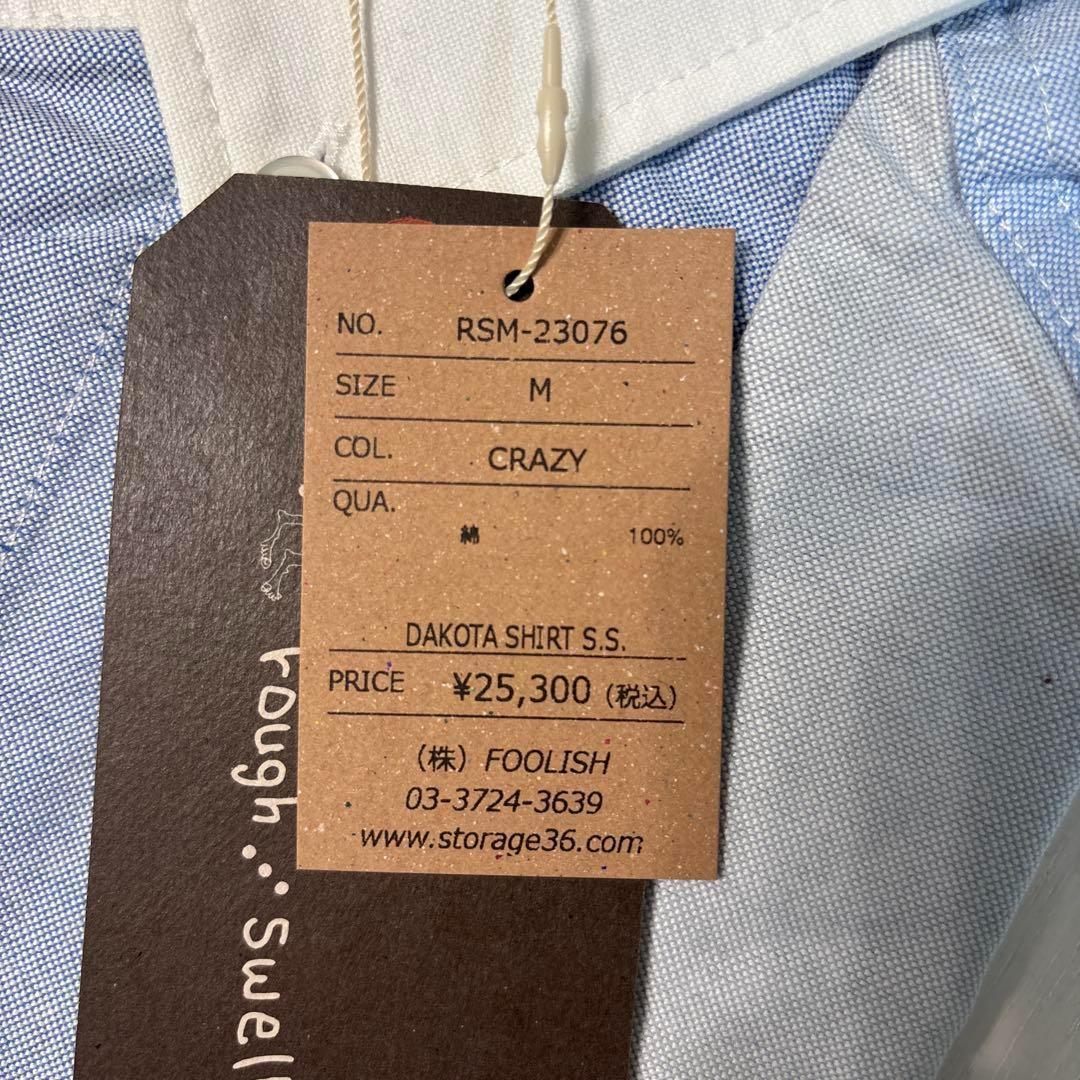 NO. RSM-23076
SIZE M
COL. CRAZY
QUA.
綿 100%
DAKOTA SHIRT S.S.
PRICE ¥25,300 (税込)
(株) FOOLISH
03-3724-3639
www.storage36.com
rough ∴ Swell